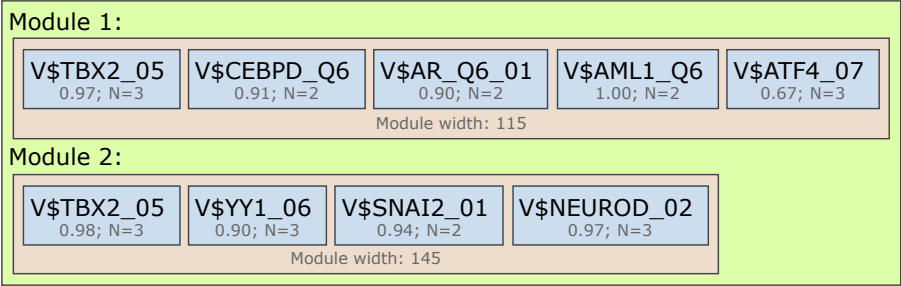 Module 1:
V$TBX2_05 V$CEBPD_Q6 V$AR_Q6_01 V$AML1_Q6 V$ATF4_07
0.97; N=3 0.91; N=2 0.90; N=2 1.00; N=2 0.67; N=3
Module width: 115
Module 2:
V$TBX2_05 V$YY1_06 V$SNAI2_01 V$NEUROD_02
0.98; N=3 0.90; N=3 0.94; N=2 0.97; N=3
Module width: 145